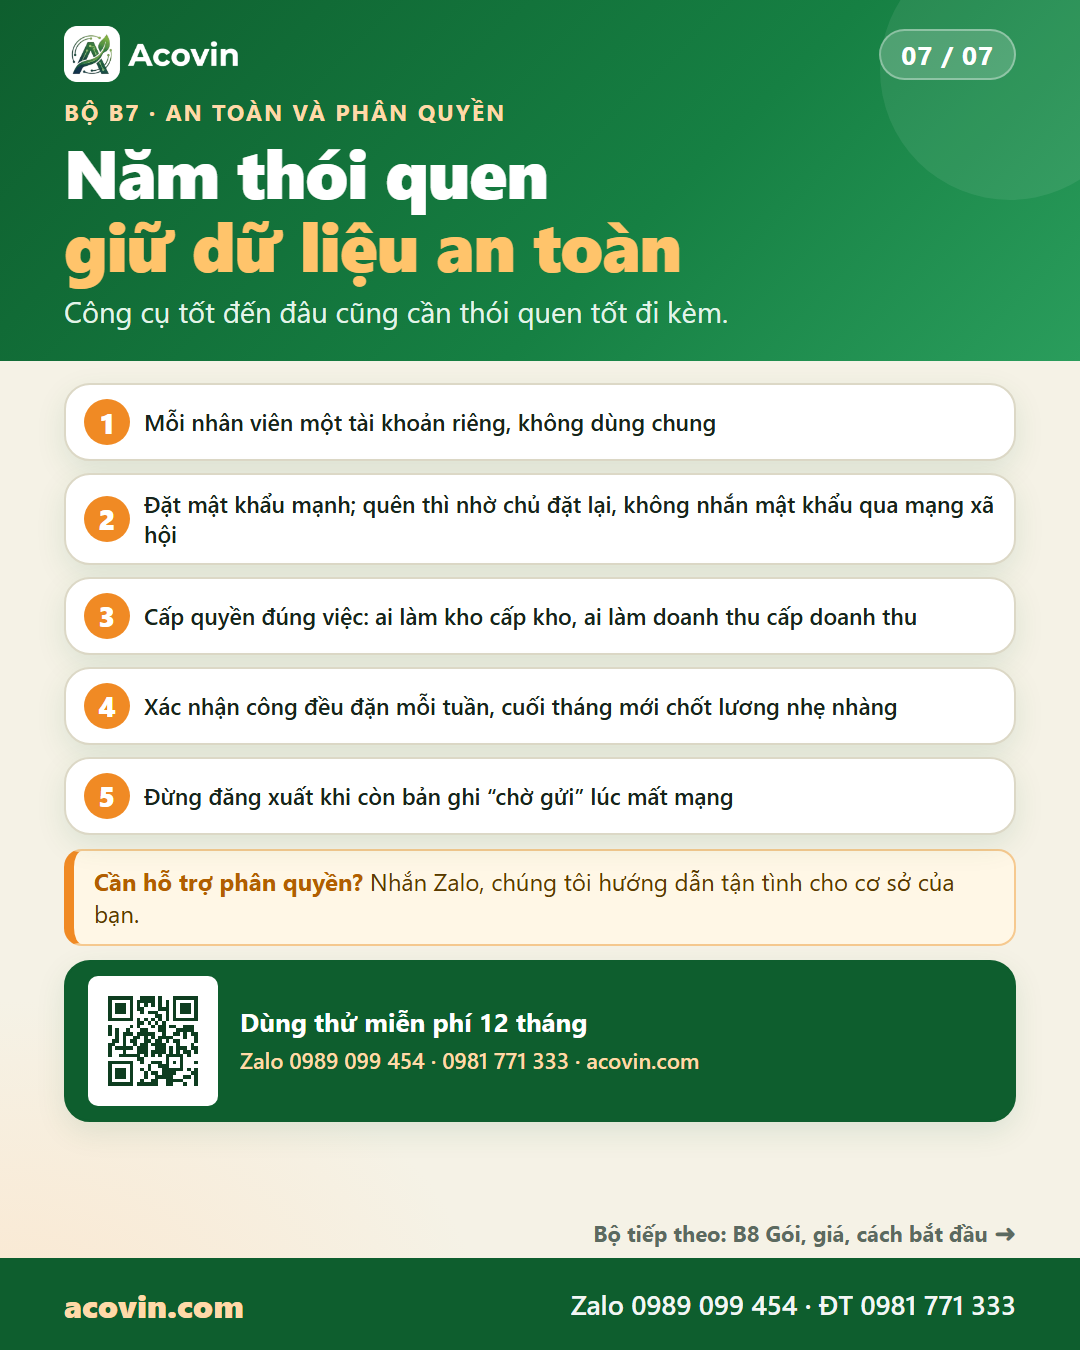 Acovin
07 / 07
BỘ B7 · AN TOÀN VÀ PHÂN QUYỀN
Năm thói quen
giữ dữ liệu an toàn
Công cụ tốt đến đâu cũng cần thói quen tốt đi kèm.
1 Mỗi nhân viên một tài khoản riêng, không dùng chung
2 Đặt mật khẩu mạnh; quên thì nhờ chủ đặt lại, không nhắn mật khẩu qua mạng xã
hội
3 Cấp quyền đúng việc: ai làm kho cấp kho, ai làm doanh thu cấp doanh thu
4 Xác nhận công đều đặn mỗi tuần, cuối tháng mới chốt lương nhẹ nhàng
5 Đừng đăng xuất khi còn bản ghi “chờ gửi” lúc mất mạng
Cần hỗ trợ phân quyền? Nhắn Zalo, chúng tôi hướng dẫn tận tình cho cơ sở của
bạn.
Dùng thử miễn phí 12 tháng
Zalo 0989 099 454 · 0981 771 333 · acovin.com
Bộ tiếp theo: B8 Gói, giá, cách bắt đầu →
acovin.com
Zalo 0989 099 454 · ĐT 0981 771 333